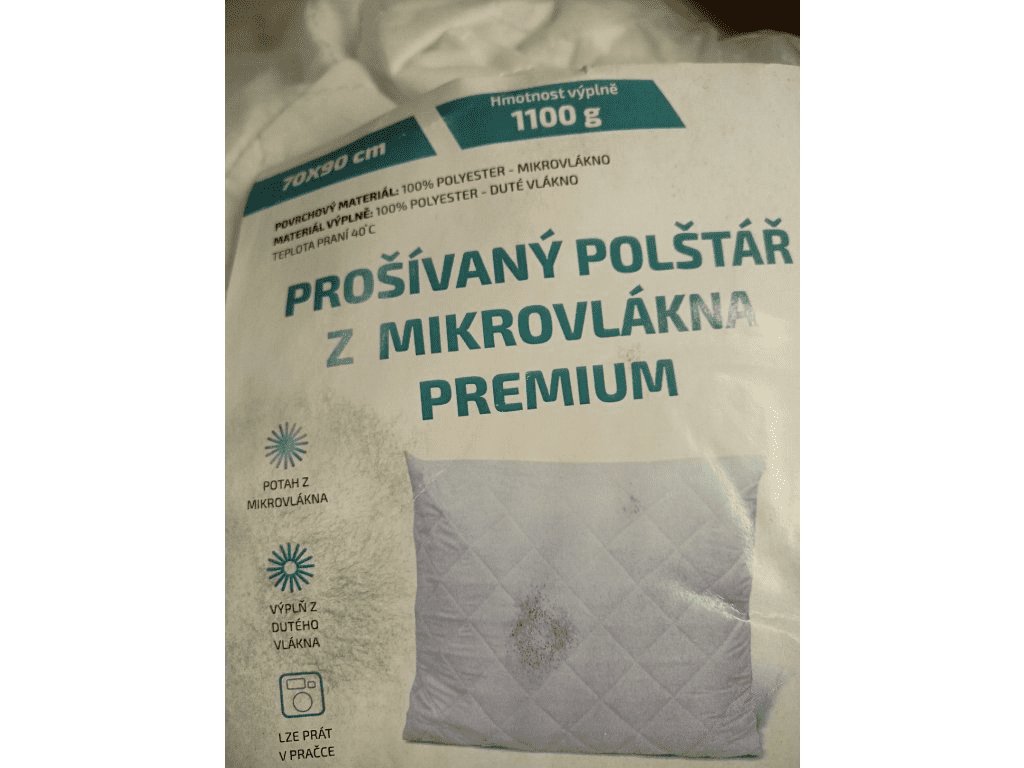 70X90 cm
Hmotnost výplně
1100 g
POVRCHOVÝ MATERIÁL: 100% POLYESTER - MIKROVLÁKNO
MATERIÁL VÝPLNĚ: 100% POLYESTER - DUTÉ VLÁKNO
TEPLOTA PRANÍ 40°C
PROŠÍVANÝ POLŠTÁŘ
Z MIKROVLÁKNA
PREMIUM
POTAH Z
MIKROVLÁKNA
VÝPLŇ Z
DUTÉHO
VLÁKNA
LZE PRÁT
V PRAČCE